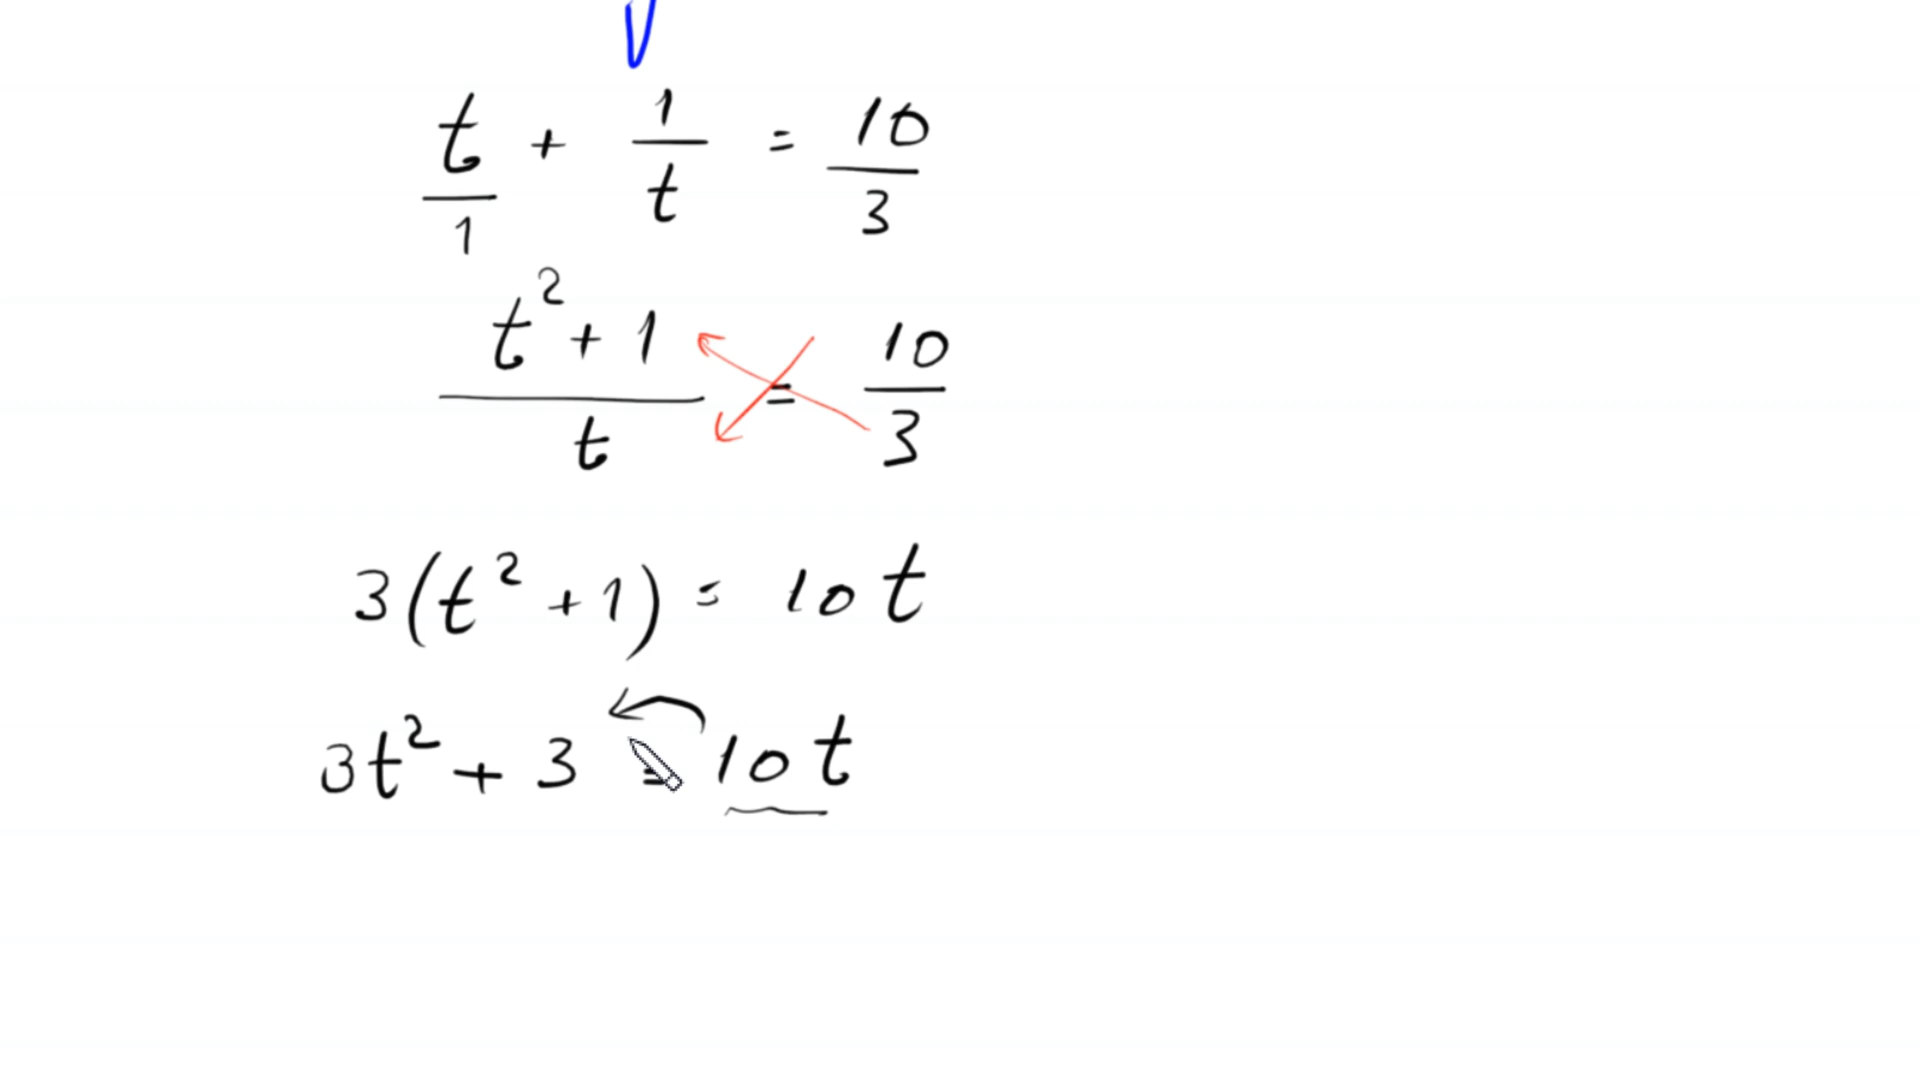 t/1 + 1/t = 10/3
t² + 1/t = 10/3
3(t² + 1) = 10t
3t² + 3 = 10t